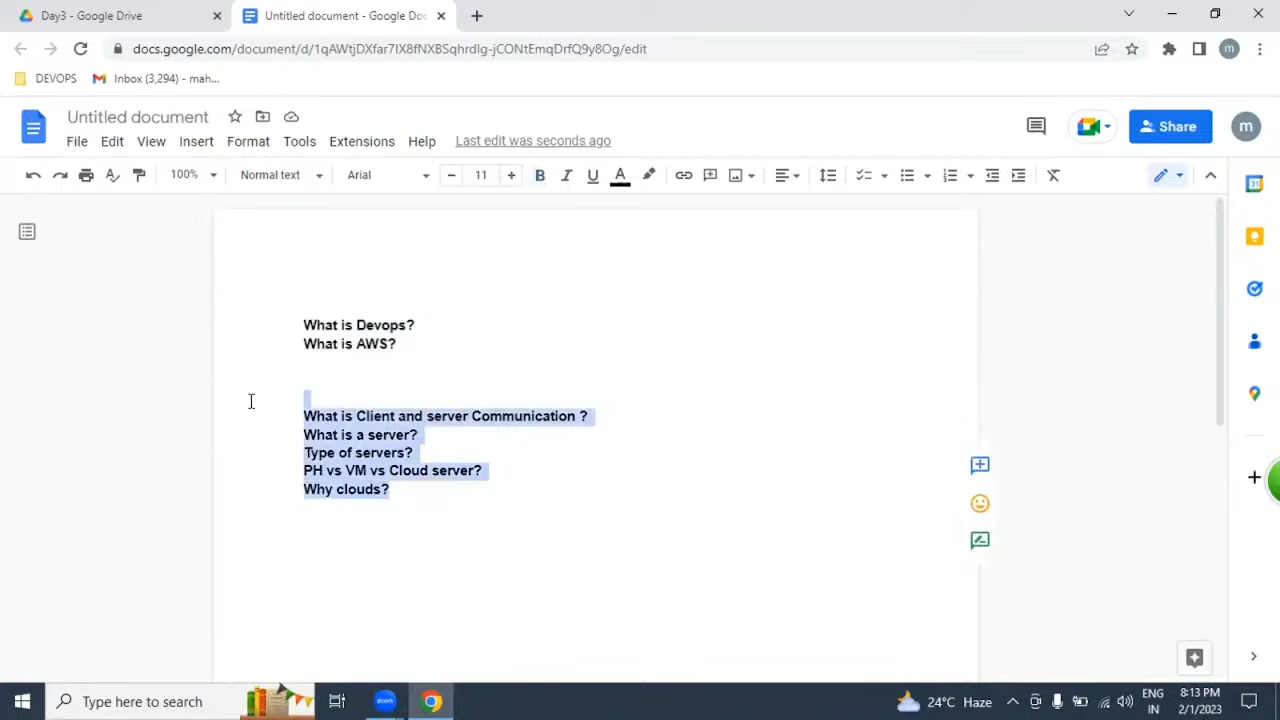 Day3 - Google Drive
Untitled document - Google Doc
docs.google.com/document/d/1qAWtjDXfar7IX8fNXBSqhrdIg-jCONtEmqDrfQ9y8Og/edit
DEVOPS
Inbox (3,294) - mah...
Untitled document
File Edit View Insert Format Tools Extensions Help Last edit was seconds ago
Share
100% Normal text Arial 11
What is Devops?
What is AWS?
What is Client and server Communication ?
What is a server?
Type of servers?
PH vs VM vs Cloud server?
Why clouds?
Type here to search
zoom
24°C Haze
ENG
IN
8:13 PM
2/1/2023